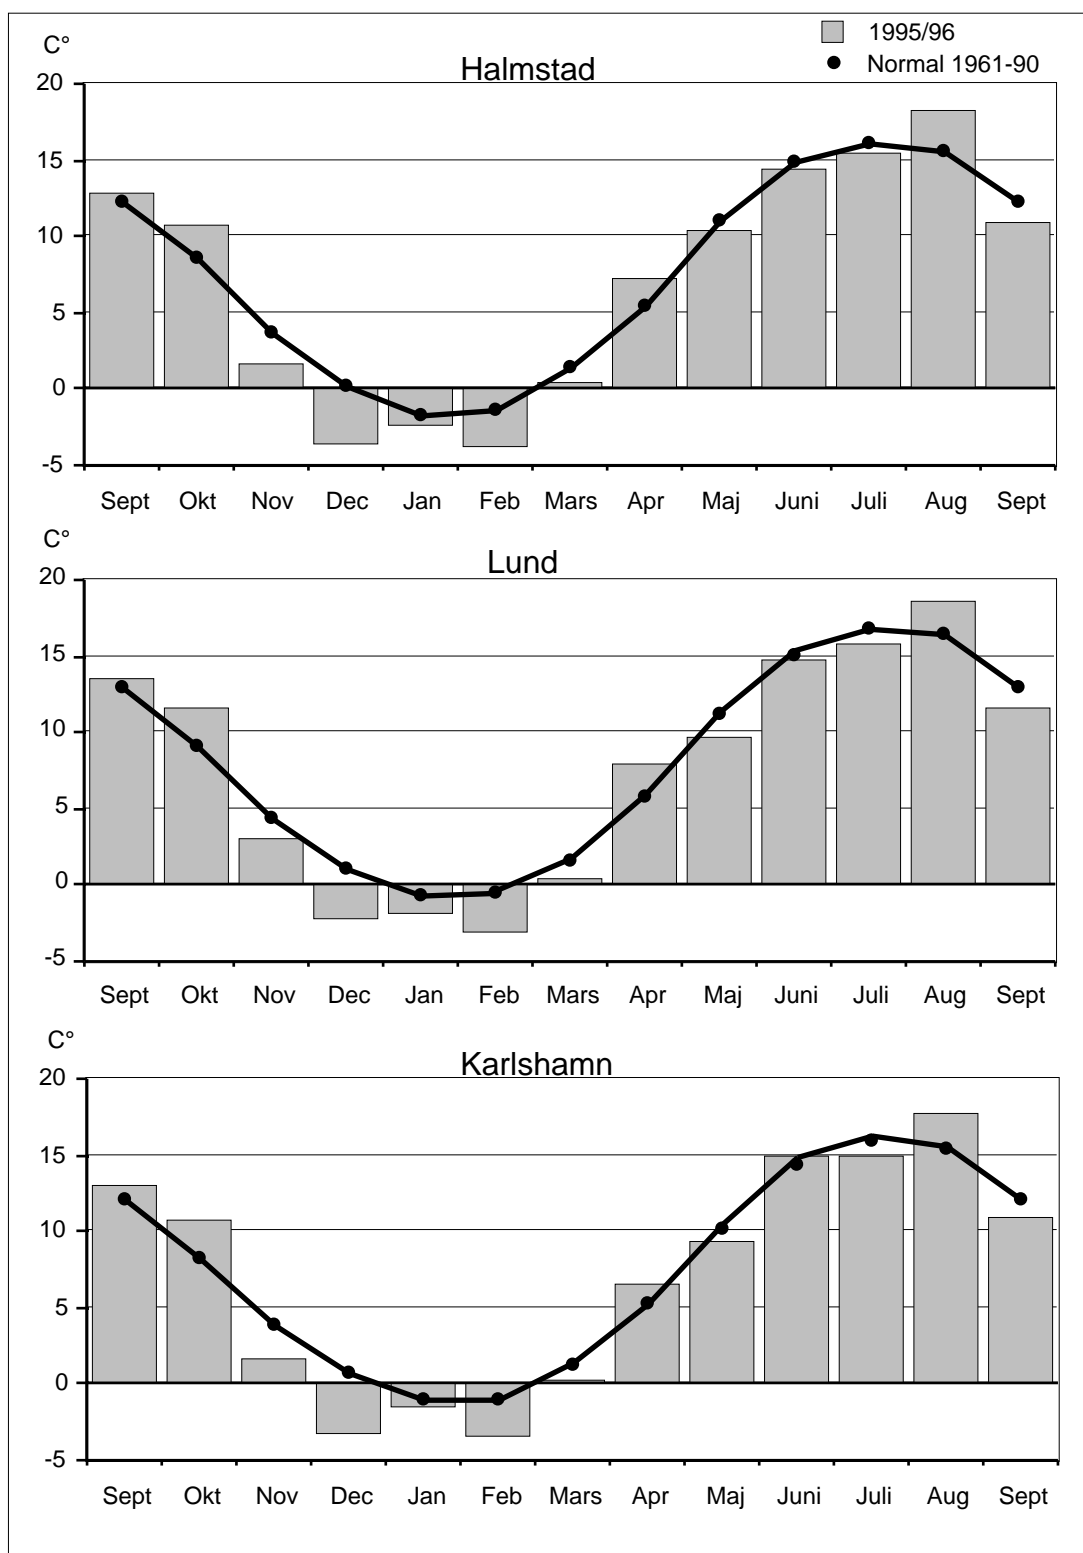 C°
1995/96
Halmstad
Normal 1961-90
20
15
10
5
0
-5
Sept Okt Nov Dec Jan Feb Mars Apr Maj Juni Juli Aug Sept
C°
Lund
20
15
10
5
0
-5
Sept Okt Nov Dec Jan Feb Mars Apr Maj Juni Juli Aug Sept
C°
Karlshamn
20
15
10
5
0
-5
Sept Okt Nov Dec Jan Feb Mars Apr Maj Juni Juli Aug Sept